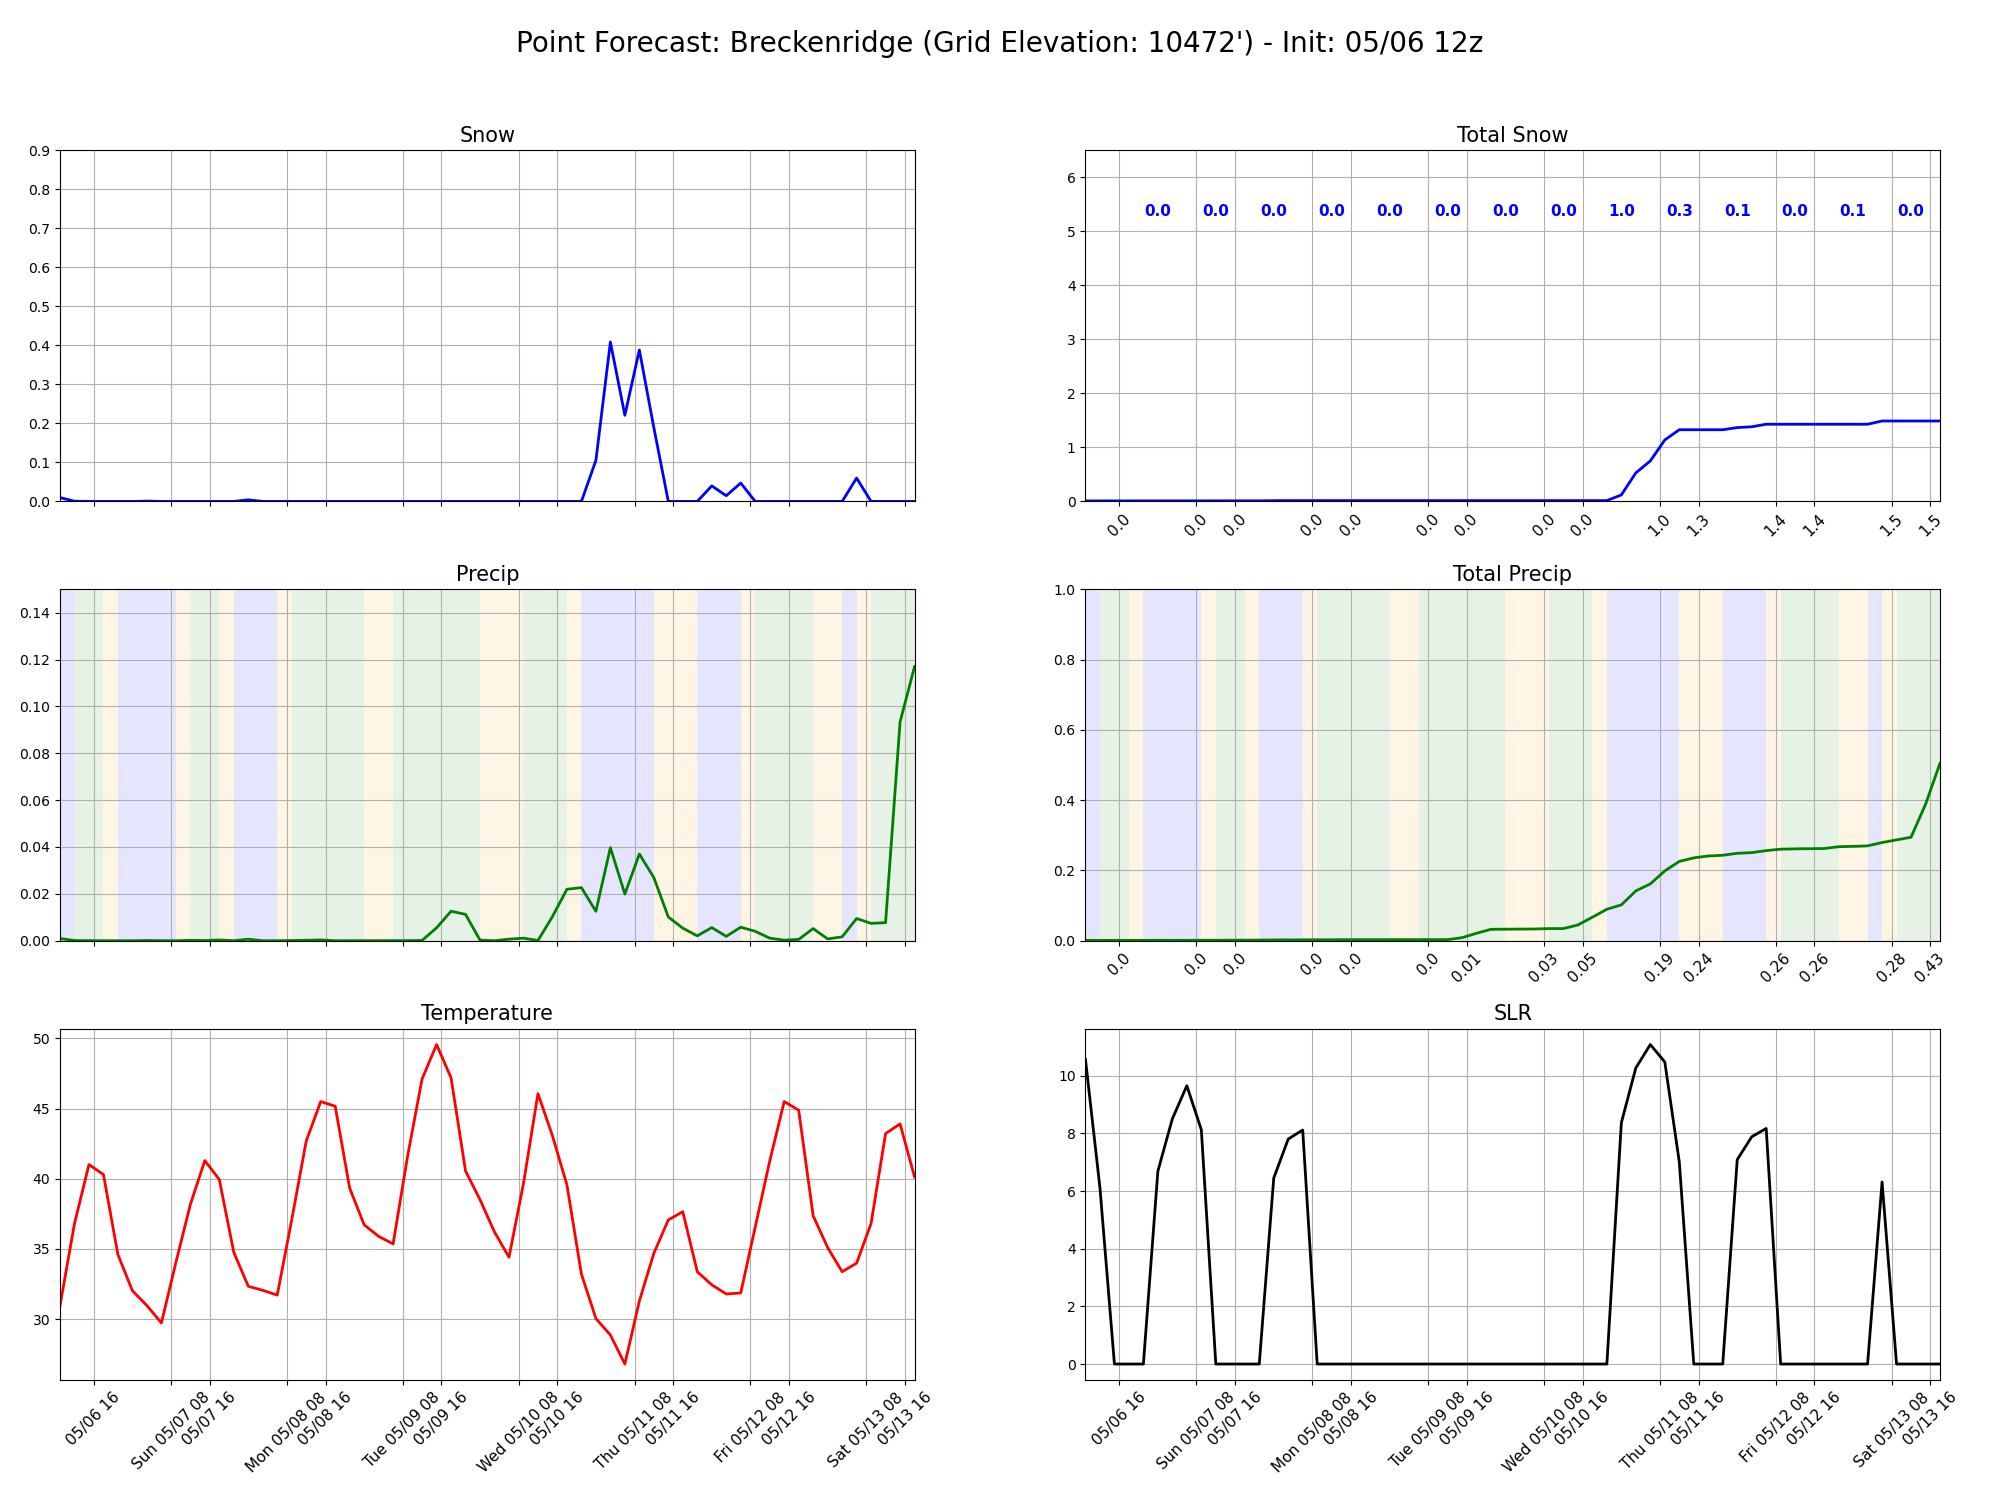 Point Forecast: Breckenridge (Grid Elevation: 10472') - Init: 05/06 12z
Snow
0.9
0.8
0.7
0.6
0.5
0.4
0.3
0.2
0.1
0.0
Total Snow
6
5
4
3
2
1
0
0.0 0.0 0.0 0.0 0.0 0.0 0.0 0.0 1.0 0.3 0.1 0.0 0.1 0.0
0.0 0.0 0.0 0.0 0.0 0.0 0.0 0.0 0.0 1.0 1.3 1.4 1.4 1.5 1.5
Precip
0.14
0.12
0.10
0.08
0.06
0.04
0.02
0.00
Total Precip
1.0
0.8
0.6
0.4
0.2
0.0
0.0 0.0 0.0 0.0 0.0 0.0 0.01 0.03 0.05 0.19 0.24 0.26 0.26 0.28 0.43
Temperature
50
45
40
35
30
05/06 16
Sun 05/07 08
05/07 16
Mon 05/08 08
05/08 16
Tue 05/09 08
05/09 16
Wed 05/10 08
05/10 16
Thu 05/11 08
05/11 16
Fri 05/12 08
05/12 16
Sat 05/13 08
05/13 16
SLR
10
8
6
4
2
0
05/06 16
Sun 05/07 08
05/07 16
Mon 05/08 08
05/08 16
Tue 05/09 08
05/09 16
Wed 05/10 08
05/10 16
Thu 05/11 08
05/11 16
Fri 05/12 08
05/12 16
Sat 05/13 08
05/13 16